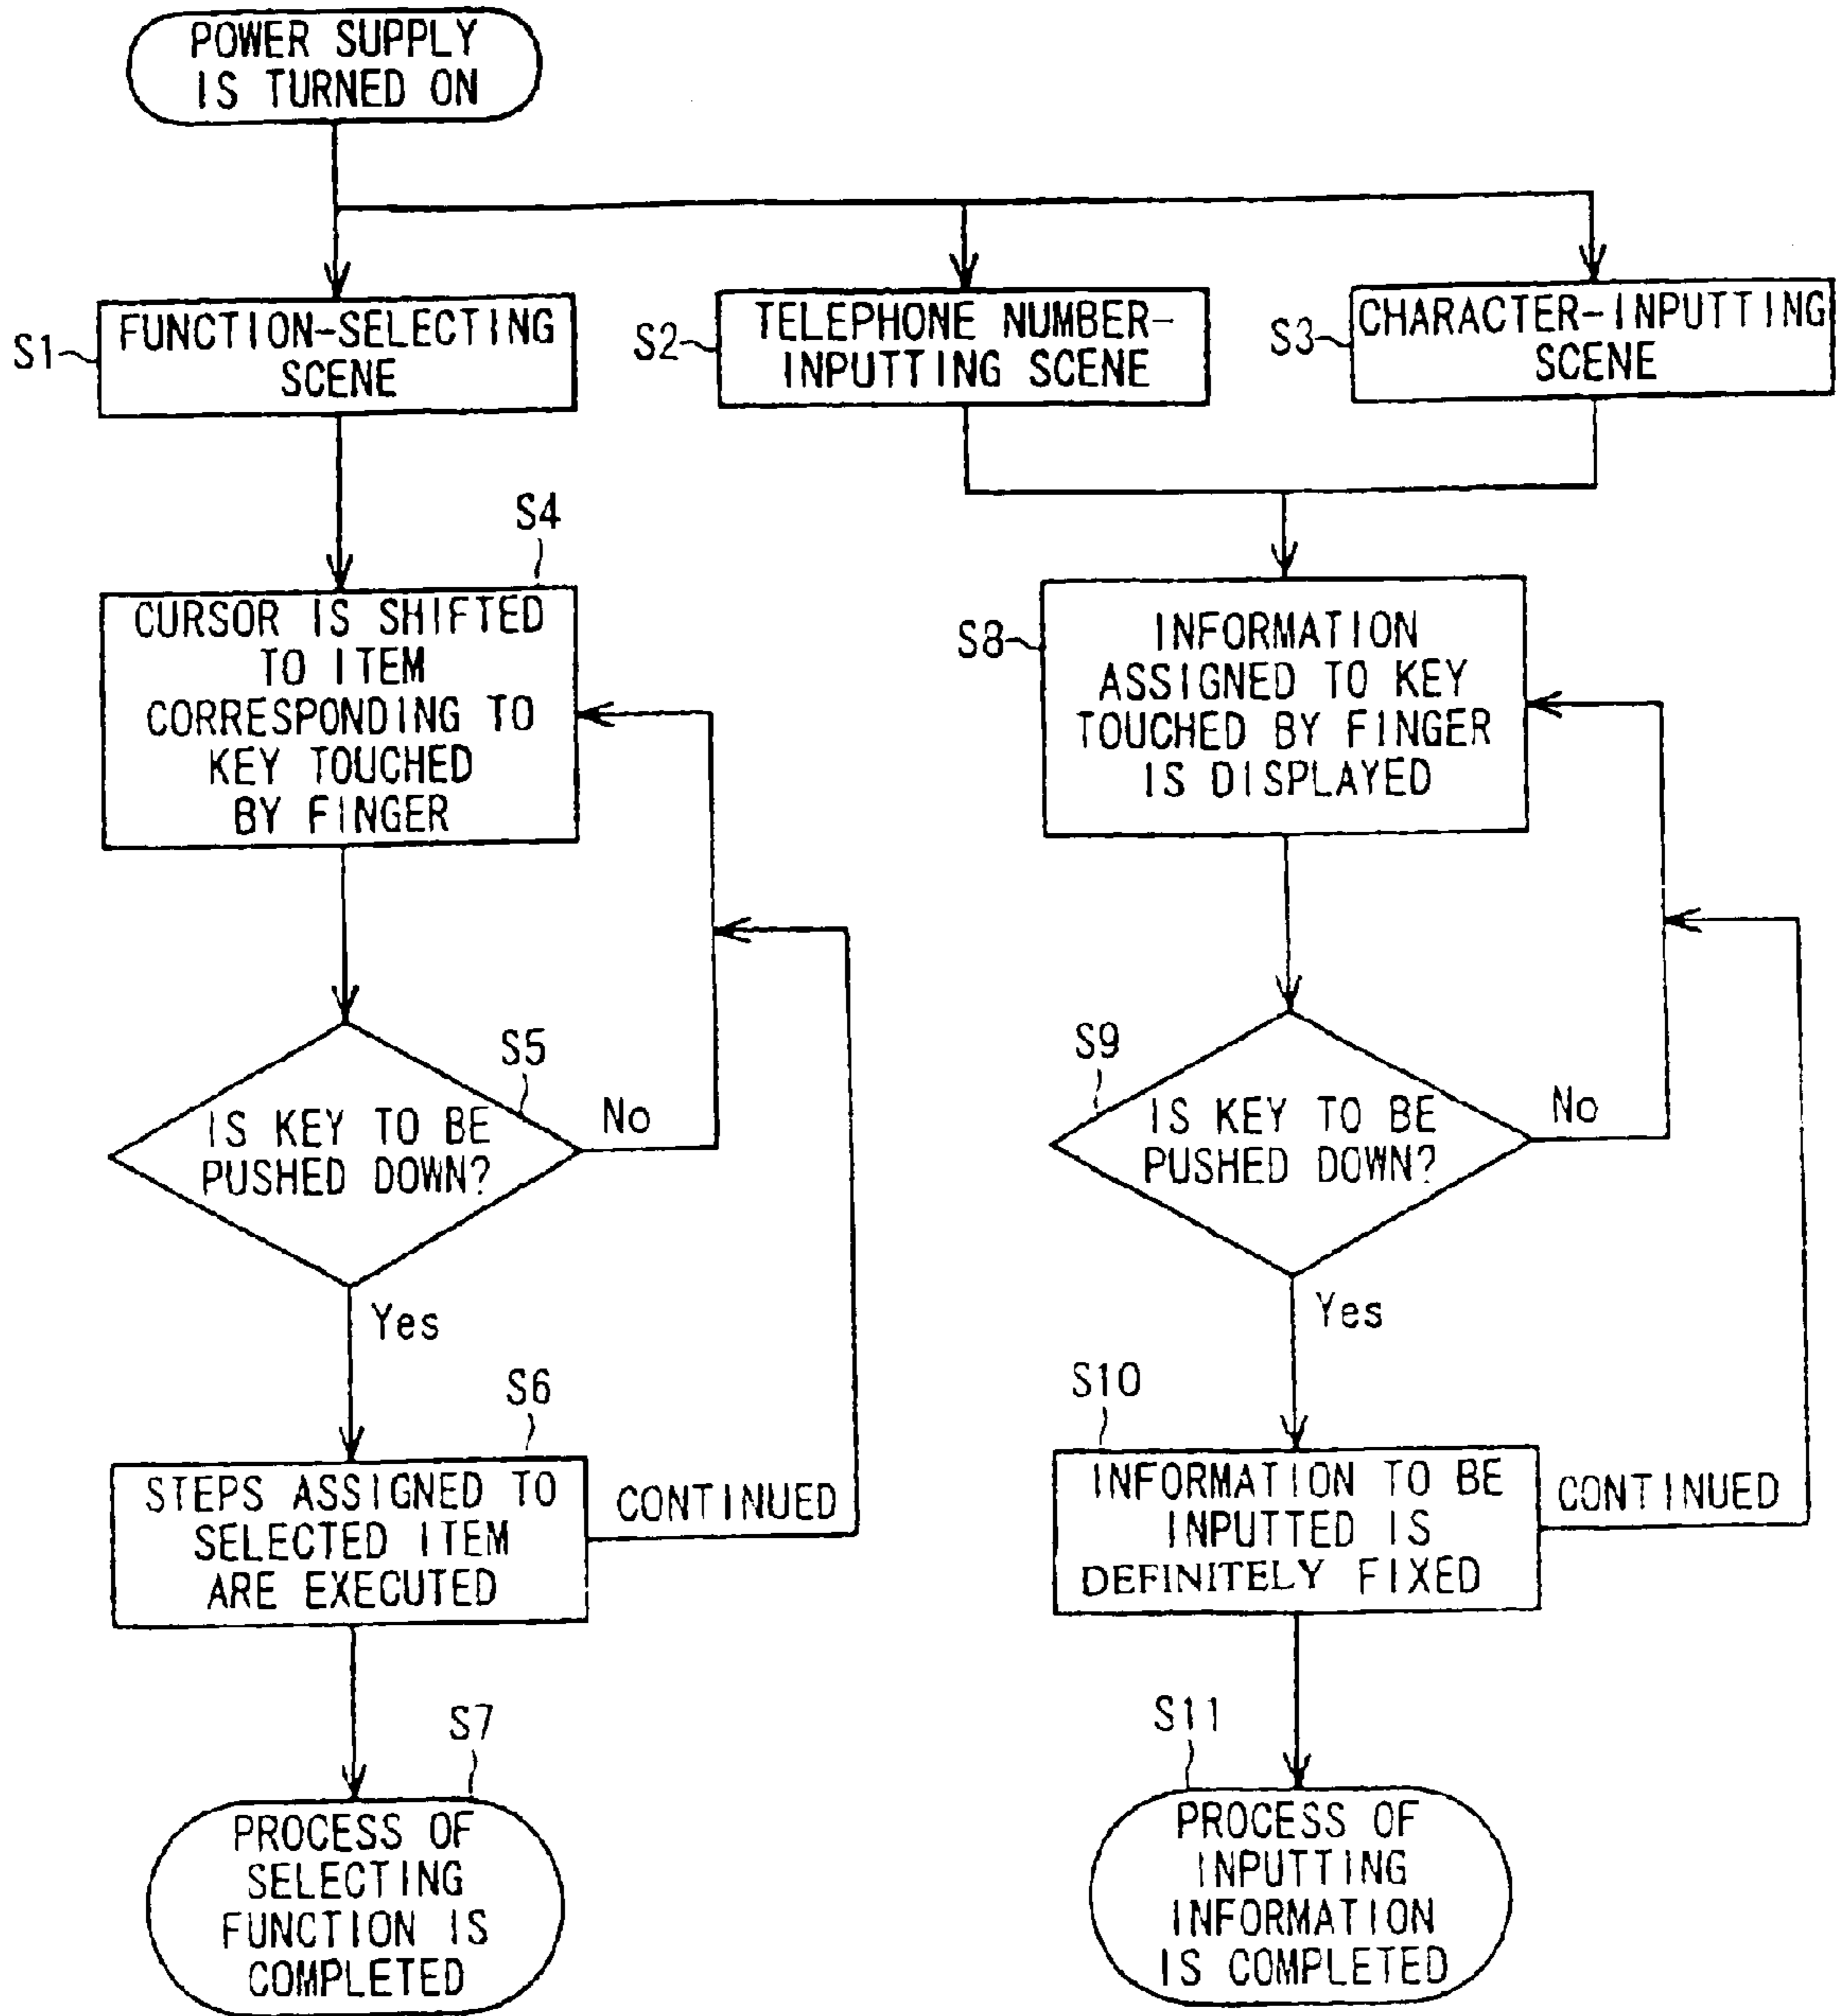 POWER SUPPLY
IS TURNED ON
S1
FUNCTION-SELECTING
SCENE
S2
TELEPHONE NUMBER-
INPUTTING SCENE
S3
CHARACTER-INPUTTING
SCENE
S4
CURSOR IS SHIFTED
TO ITEM
CORRESPONDING TO
KEY TOUCHED
BY FINGER
S8
INFORMATION
ASSIGNED TO KEY
TOUCHED BY FINGER
IS DISPLAYED
S5
IS KEY TO BE
PUSHED DOWN?
No
Yes
S9
IS KEY TO BE
PUSHED DOWN?
No
Yes
S6
STEPS ASSIGNED TO
SELECTED ITEM
ARE EXECUTED
CONTINUED
S10
INFORMATION TO BE
INPUTTED IS
DEFINITELY FIXED
CONTINUED
S7
PROCESS OF
SELECTING
FUNCTION IS
COMPLETED
S11
PROCESS OF
INPUTTING
INFORMATION
IS COMPLETED